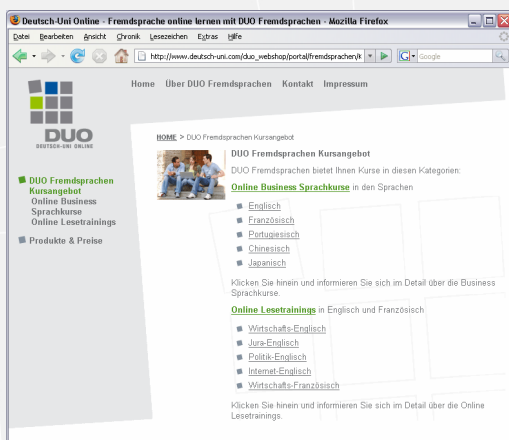 Deutsch-Uni Online - Fremdsprache online lernen mit DUO Fremdsprachen - Mozilla Firefox
Datei Bearbeiten Ansicht Chronik Lesezeichen Extras Hilfe
http://www.deutsch-uni.com/duo_webshop/portal/fremdsprachen/k
Google
Home Über DUO Fremdsprachen Kontakt Impressum
DUO
DEUTSCH-UNI ONLINE
HOME > DUO Fremdsprachen Kursangebot
DUO Fremdsprachen Kursangebot
DUO Fremdsprachen bietet Ihnen Kurse in diesen Kategorien:
Online Business Sprachkurse in den Sprachen
Englisch
Französisch
Portugiesisch
Chinesisch
Japanisch
Klicken Sie hinein und informieren Sie sich im Detail über die Business
Sprachkurse.
Online Lesetrainings in Englisch und Französisch
Wirtschafts-Englisch
Jura-Englisch
Politik-Englisch
Internet-Englisch
Wirtschafts-Französisch
Klicken Sie hinein und informieren Sie sich im Detail über die Online
Lesetrainings.
DUO Fremdsprachen
Kursangebot
Online Business
Sprachkurse
Online Lesetrainings
Produkte & Preise